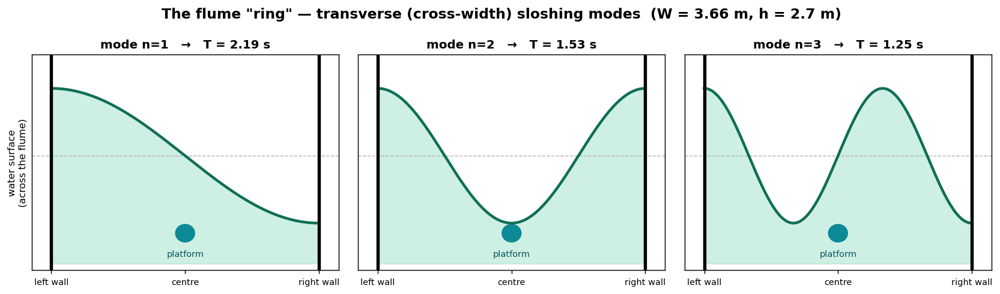 The flume "ring" — transverse (cross-width) sloshing modes  (W = 3.66 m, h = 2.7 m)
mode n=1 → T = 2.19 s
mode n=2 → T = 1.53 s
mode n=3 → T = 1.25 s
water surface
(across the flume)
platform
platform
platform
left wall
centre
right wall
left wall
centre
right wall
left wall
centre
right wall